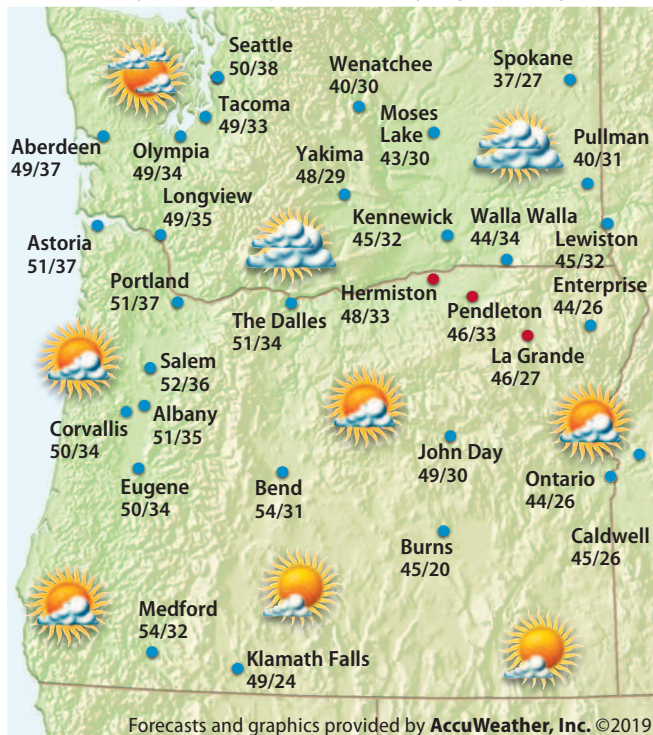 Seattle
50/38
Wenatchee
40/30
Spokane
37/27
Tacoma
49/33
Moses
Lake
43/30
Aberdeen
49/37
Olympia
49/34
Yakima
48/29
Pullman
40/31
Longview
49/35
Kennewick
45/32
Walla Walla
44/34
Lewiston
45/32
Astoria
51/37
Portland
51/37
The Dalles
51/34
Hermiston
48/33
Pendleton
46/33
Enterprise
44/26
La Grande
46/27
Salem
52/36
Corvallis
50/34
Albany
51/35
John Day
49/30
Ontario
44/26
Eugene
50/34
Bend
54/31
Burns
45/20
Caldwell
45/26
Medford
54/32
Klamath Falls
49/24
Forecasts and graphics provided by AccuWeather, Inc. ©2019